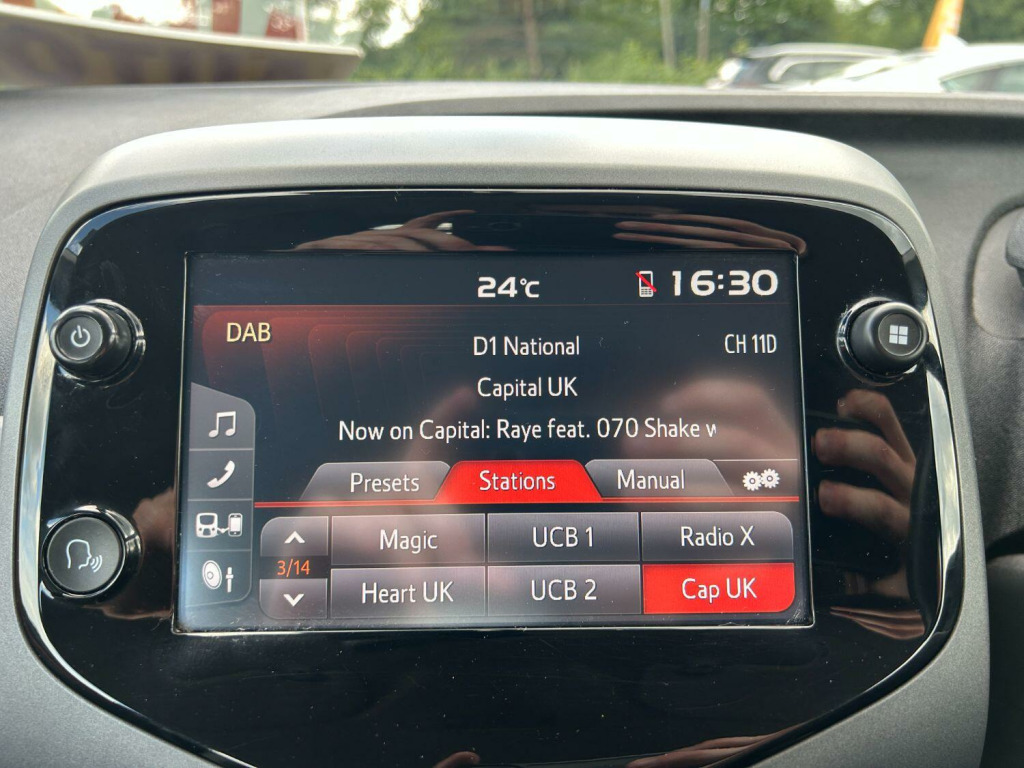 24°C 16:30
DAB
D1 National CH 11D
Capital UK
Now on Capital: Raye feat. 070 Shake w
Presets Stations Manual
Magic UCB 1 Radio X
3/14
Heart UK UCB 2 Cap UK